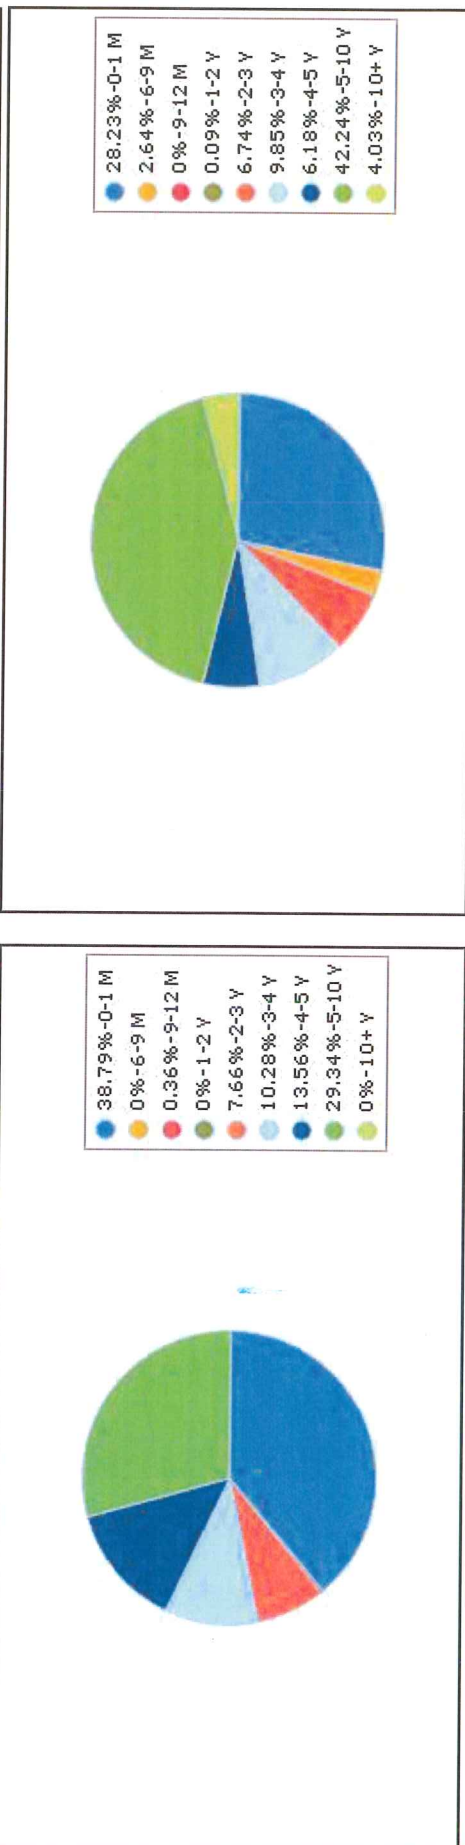 38.79%-0-1 M
0%-6-9 M
0.36%-9-12 M
0%-1-2 Y
7.66%-2-3 Y
10.28%-3-4 Y
13.56%-4-5 Y
29.34%-5-10 Y
0%-10+ Y
28.23%-0-1 M
2.64%-6-9 M
0%-9-12 M
0.09%-1-2 Y
6.74%-2-3 Y
9.85%-3-4 Y
6.18%-4-5 Y
42.24%-5-10 Y
4.03%-10+ Y